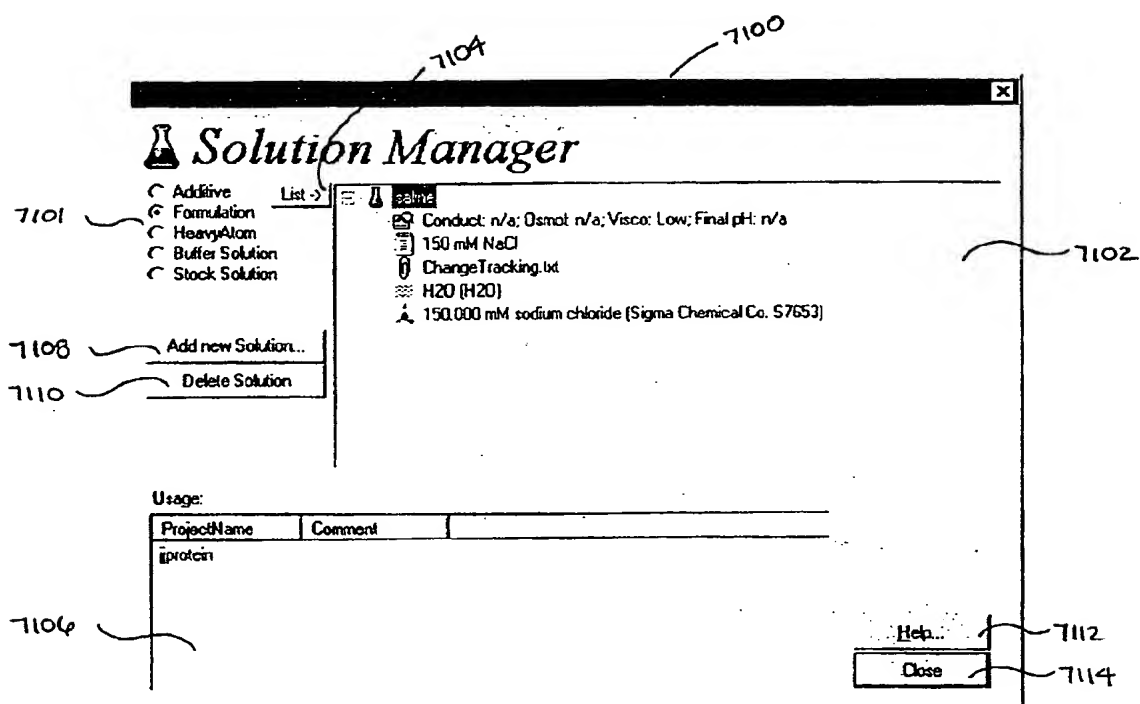 7104
7100
Solution Manager
Additive
List ->
saline
7101
Formulation
Conduct: n/a; Osmot: n/a; Visco: Low; Final pH: n/a
HeavyAtom
150 mM NaCl
7102
Buffer Solution
ChangeTracking.txt
Stock Solution
H2O (H2O)
150.000 mM sodium chloride (Sigma Chemical Co. S7653)
7108
Add new Solution...
7110
Delete Solution
Usage:
ProjectName
Comment
jjprotein
7106
Help...
7112
Close
7114